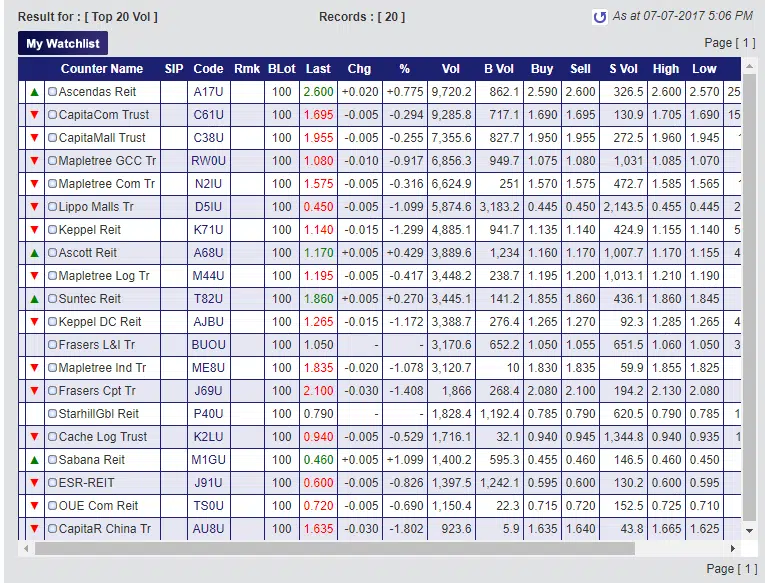 Result for : [ Top 20 Vol ] Records : [ 20 ] As at 07-07-2017 5:06 PM
My Watchlist Page [ 1 ]
Counter Name SIP Code Rmk BLot Last Chg % Vol B Vol Buy Sell S Vol High Low
Ascendas Reit A17U 100 2.600 +0.020 +0.775 9,720.2 862.1 2.590 2.600 326.5 2.600 2.570 25
CapitaCom Trust C61U 100 1.695 -0.005 -0.294 9,285.8 717.1 1.690 1.695 130.9 1.705 1.690 15
CapitaMall Trust C38U 100 1.955 -0.005 -0.255 7,355.6 827.7 1.950 1.955 272.5 1.960 1.945
Mapletree GCC Tr RW0U 100 1.080 -0.010 -0.917 6,856.3 949.7 1.075 1.080 1,031 1.085 1.070
Mapletree Com Tr N2IU 100 1.575 -0.005 -0.316 6,624.9 251 1.570 1.575 472.7 1.585 1.565
Lippo Malls Tr D5IU 100 0.450 -0.005 -1.099 5,874.6 3,183.2 0.445 0.450 2,143.5 0.455 0.445 2
Keppel Reit K71U 100 1.140 -0.015 -1.299 4,885.1 941.7 1.135 1.140 424.9 1.155 1.140 5
Ascott Reit A68U 100 1.170 +0.005 +0.429 3,889.6 1,234 1.160 1.170 1,007.7 1.170 1.155 4
Mapletree Log Tr M44U 100 1.195 -0.005 -0.417 3,448.2 238.7 1.195 1.200 1,013.1 1.210 1.190
Suntec Reit T82U 100 1.860 +0.005 +0.270 3,445.1 141.2 1.855 1.860 436.1 1.860 1.845
Keppel DC Reit AJBU 100 1.265 -0.015 -1.172 3,388.7 276.4 1.265 1.270 92.3 1.285 1.265 4
Frasers L&I Tr BUOU 100 1.050 - - 3,170.6 652.2 1.050 1.055 651.5 1.060 1.050 3
Mapletree Ind Tr ME8U 100 1.835 -0.020 -1.078 3,120.7 10 1.830 1.835 59.9 1.855 1.825
Frasers Cpt Tr J69U 100 2.100 -0.030 -1.408 1,866 268.4 2.080 2.100 194.2 2.130 2.080
StarhillGbl Reit P40U 100 0.790 - - 1,828.4 1,192.4 0.785 0.790 620.5 0.790 0.785 1
Cache Log Trust K2LU 100 0.940 -0.005 -0.529 1,716.1 32.1 0.940 0.945 1,344.8 0.940 0.935 1
Sabana Reit M1GU 100 0.460 +0.005 +1.099 1,400.2 595.3 0.455 0.460 146.5 0.460 0.450
ESR-REIT J91U 100 0.600 -0.005 -0.826 1,397.5 1,242.1 0.595 0.600 130.2 0.600 0.595
OUE Com Reit TS0U 100 0.720 -0.005 -0.690 1,150.4 22.3 0.715 0.720 152.5 0.725 0.710
CapitaR China Tr AU8U 100 1.635 -0.030 -1.802 923.6 5.9 1.635 1.640 43.8 1.665 1.625
Page [ 1 ]